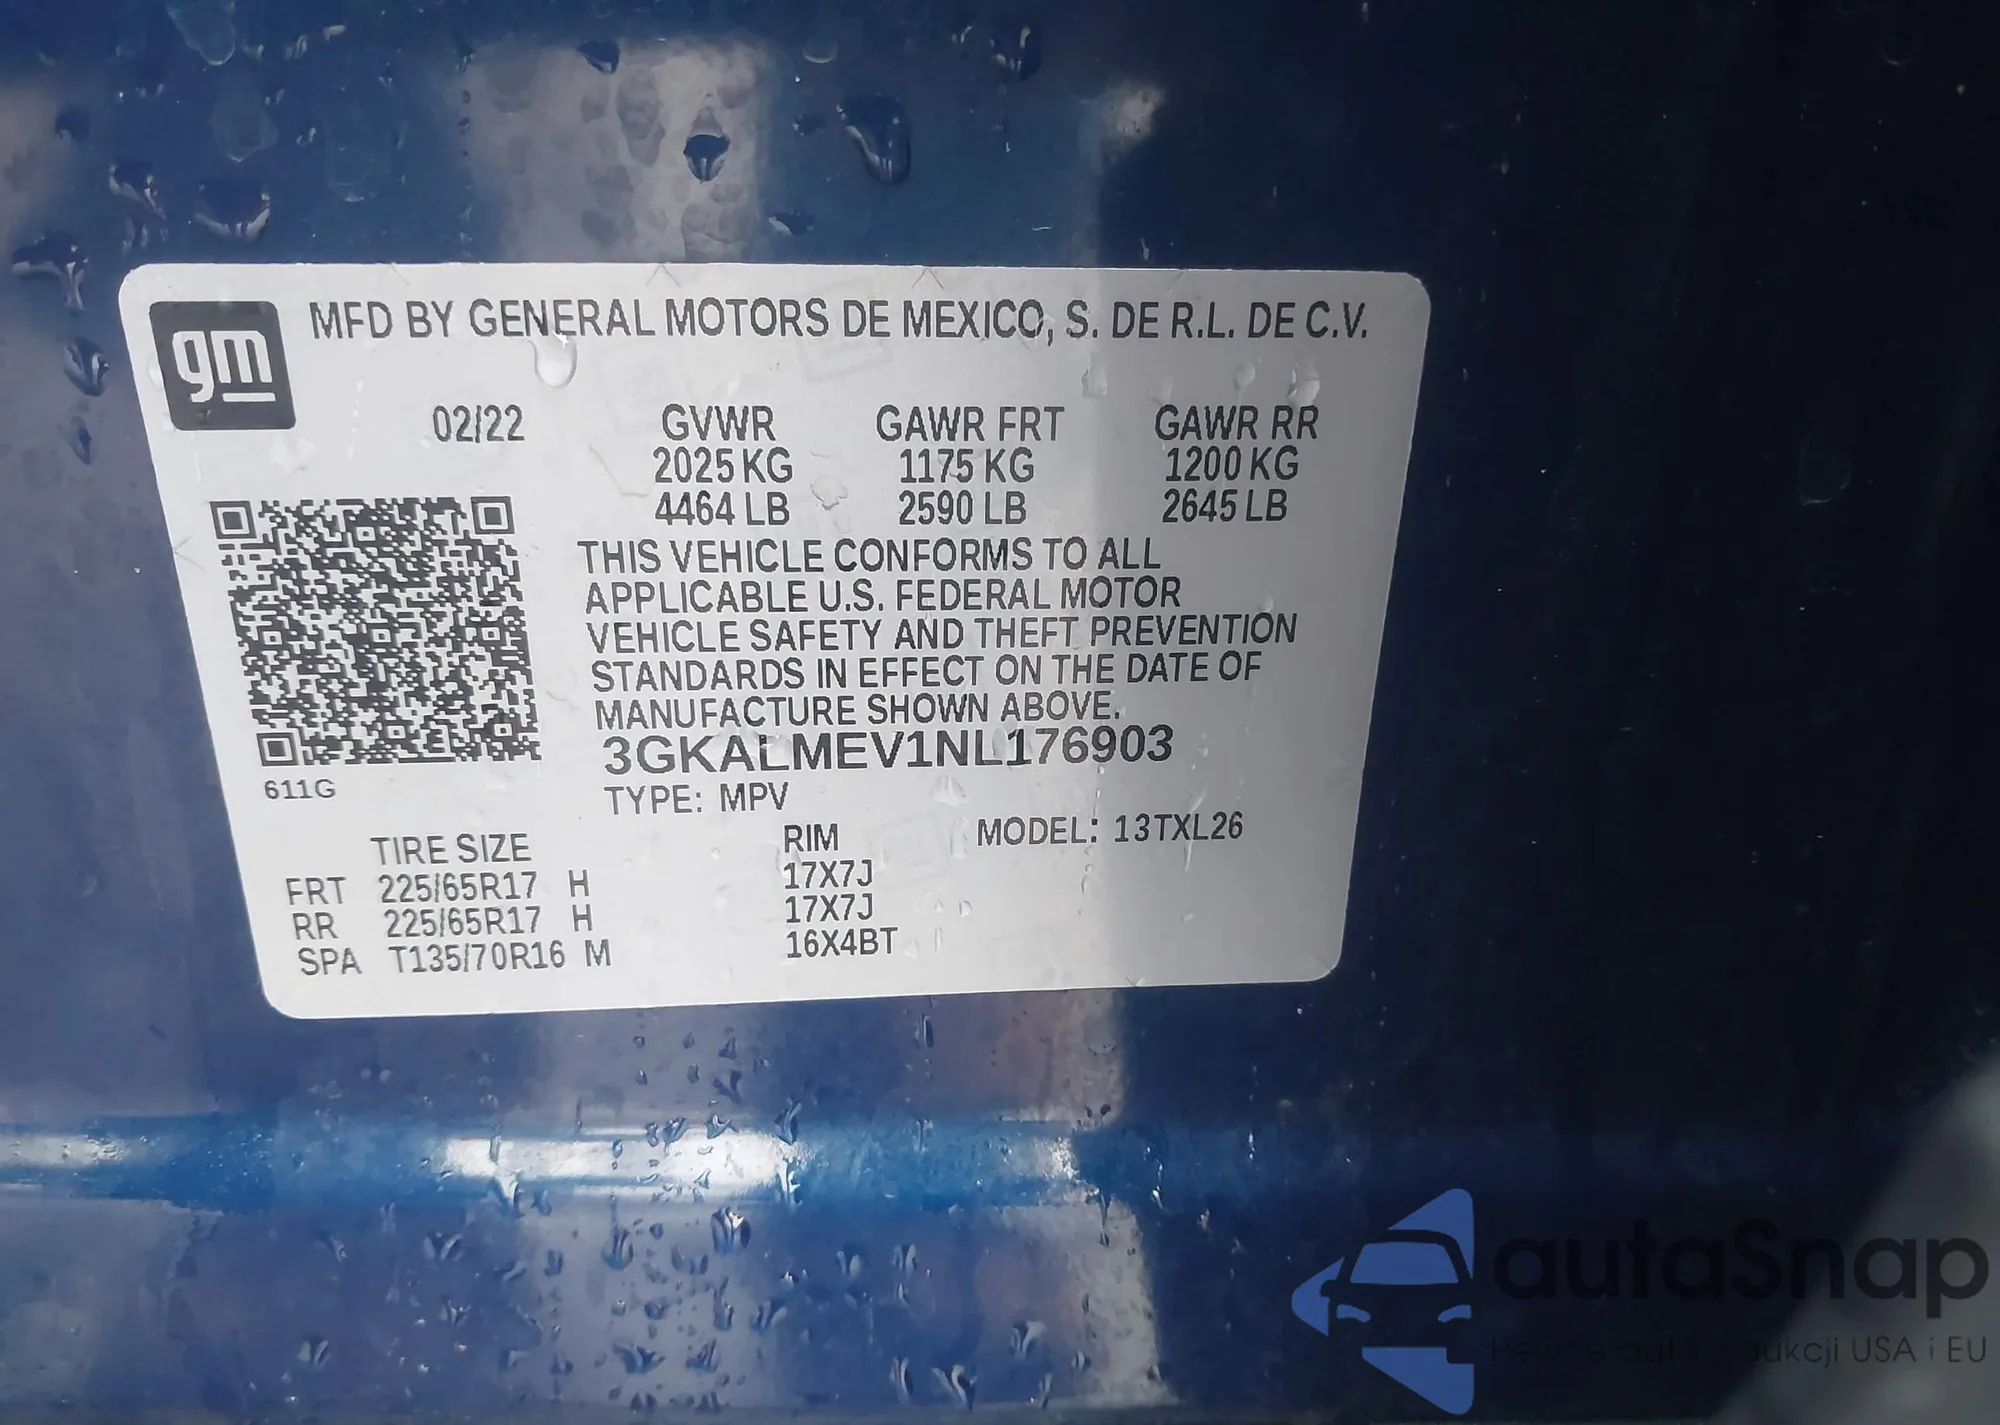 gm
MFD BY GENERAL MOTORS DE MEXICO, S. DE R.L. DE C.V.
02/22 GVWR GAWR FRT GAWR RR
2025 KG 1175 KG 1200 KG
4464 LB 2590 LB 2645 LB
THIS VEHICLE CONFORMS TO ALL
APPLICABLE U.S. FEDERAL MOTOR
VEHICLE SAFETY AND THEFT PREVENTION
STANDARDS IN EFFECT ON THE DATE OF
MANUFACTURE SHOWN ABOVE.
3GKALMEV1NL176903
611G
TYPE: MPV
TIRE SIZE RIM MODEL: 13TXL26
FRT 225/65R17 H 17X7J
RR 225/65R17 H 17X7J
SPA T135/70R16 M 16X4BT
autaSnap
USA i EU